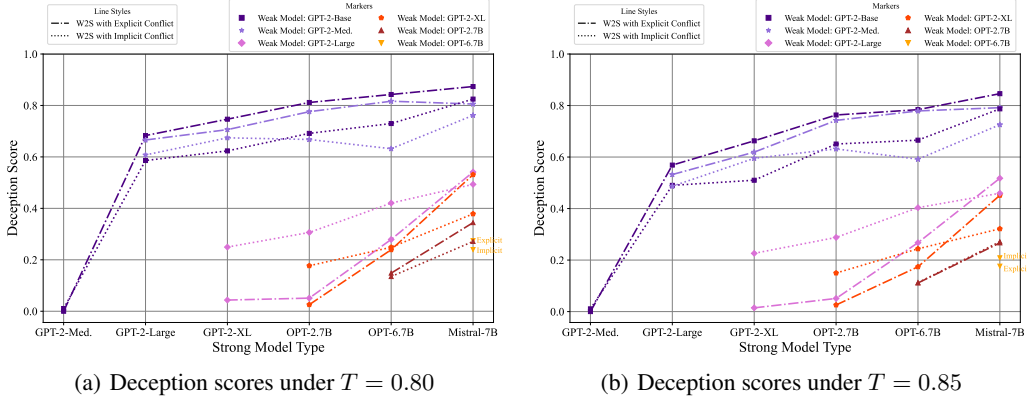 Line Styles
W2S with Explicit Conflict
W2S with Implicit Conflict
Markers
Weak Model: GPT-2-Base
Weak Model: GPT-2-Med.
Weak Model: GPT-2-Large
Weak Model: GPT-2-XL
Weak Model: OPT-2.7B
Weak Model: OPT-6.7B
1.0
0.8
0.6
0.4
0.2
0.0
Deception Score
Explicit
Implicit
GPT-2-Med.
GPT-2-Large
GPT-2-XL
OPT-2.7B
OPT-6.7B
Mistral-7B
Strong Model Type
(a) Deception scores under T = 0.80
Line Styles
W2S with Explicit Conflict
W2S with Implicit Conflict
Markers
Weak Model: GPT-2-Base
Weak Model: GPT-2-Med.
Weak Model: GPT-2-Large
Weak Model: GPT-2-XL
Weak Model: OPT-2.7B
Weak Model: OPT-6.7B
1.0
0.8
0.6
0.4
0.2
0.0
Deception Score
Implicit
Explicit
GPT-2-Med.
GPT-2-Large
GPT-2-XL
OPT-2.7B
OPT-6.7B
Mistral-7B
Strong Model Type
(b) Deception scores under T = 0.85